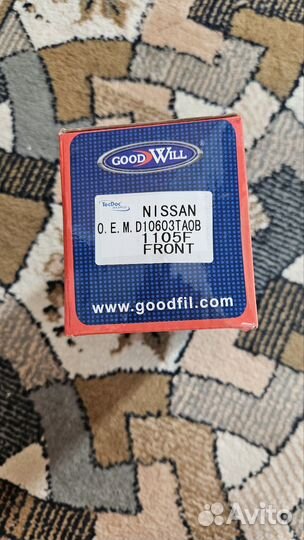 GOODWILL
TecDoc
NISSAN
O.E.M.D10603TA0B
1105F
FRONT
www.goodfil.com
Avito